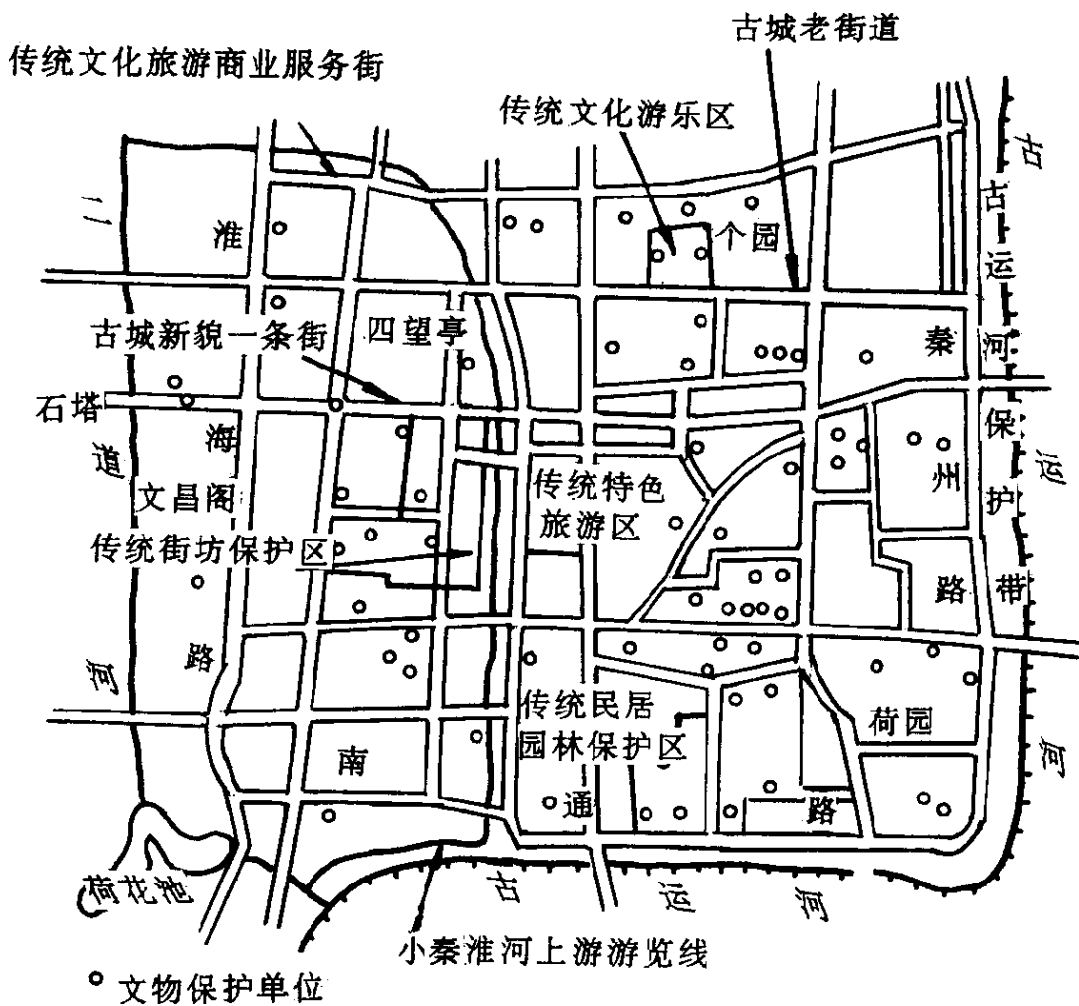 古城老街道
传统文化旅游商业服务街
传统文化游乐区
古
二
淮
个园
古
运
河
保
护
带
古城新貌一条街
四望亭
秦
石塔
道
海
州
运
文昌阁
传统特色
旅游区
传统街坊保护区
路
路
河
传统民居
园林保护区
荷园
河
南
通
路
荷花池
古
运
河
小秦淮河上游游览线
文物保护单位